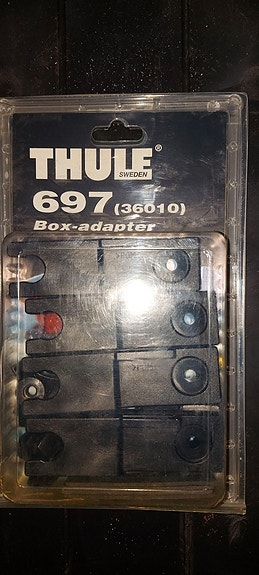 THULE®
SWEDEN
697 (36010)
Box-adapter